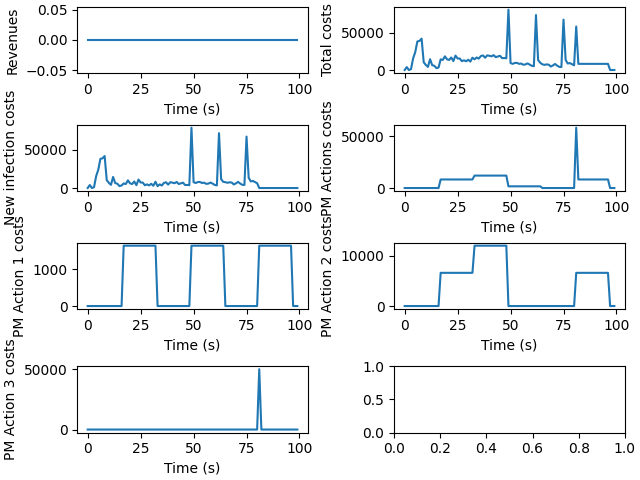 Revenues
0.05
0.00
−0.05
0 25 50 75 100
Time (s)
Total costs
50000
0
0 25 50 75 100
Time (s)
New infection costs
50000
0
0 25 50 75 100
Time (s)
PM Actions costs
50000
0
0 25 50 75 100
Time (s)
PM Action 1 costs
1000
0
0 25 50 75 100
Time (s)
PM Action 2 costs
10000
0
0 25 50 75 100
Time (s)
PM Action 3 costs
50000
0
0 25 50 75 100
Time (s)
1.0
0.5
0.0
0.0 0.2 0.4 0.6 0.8 1.0